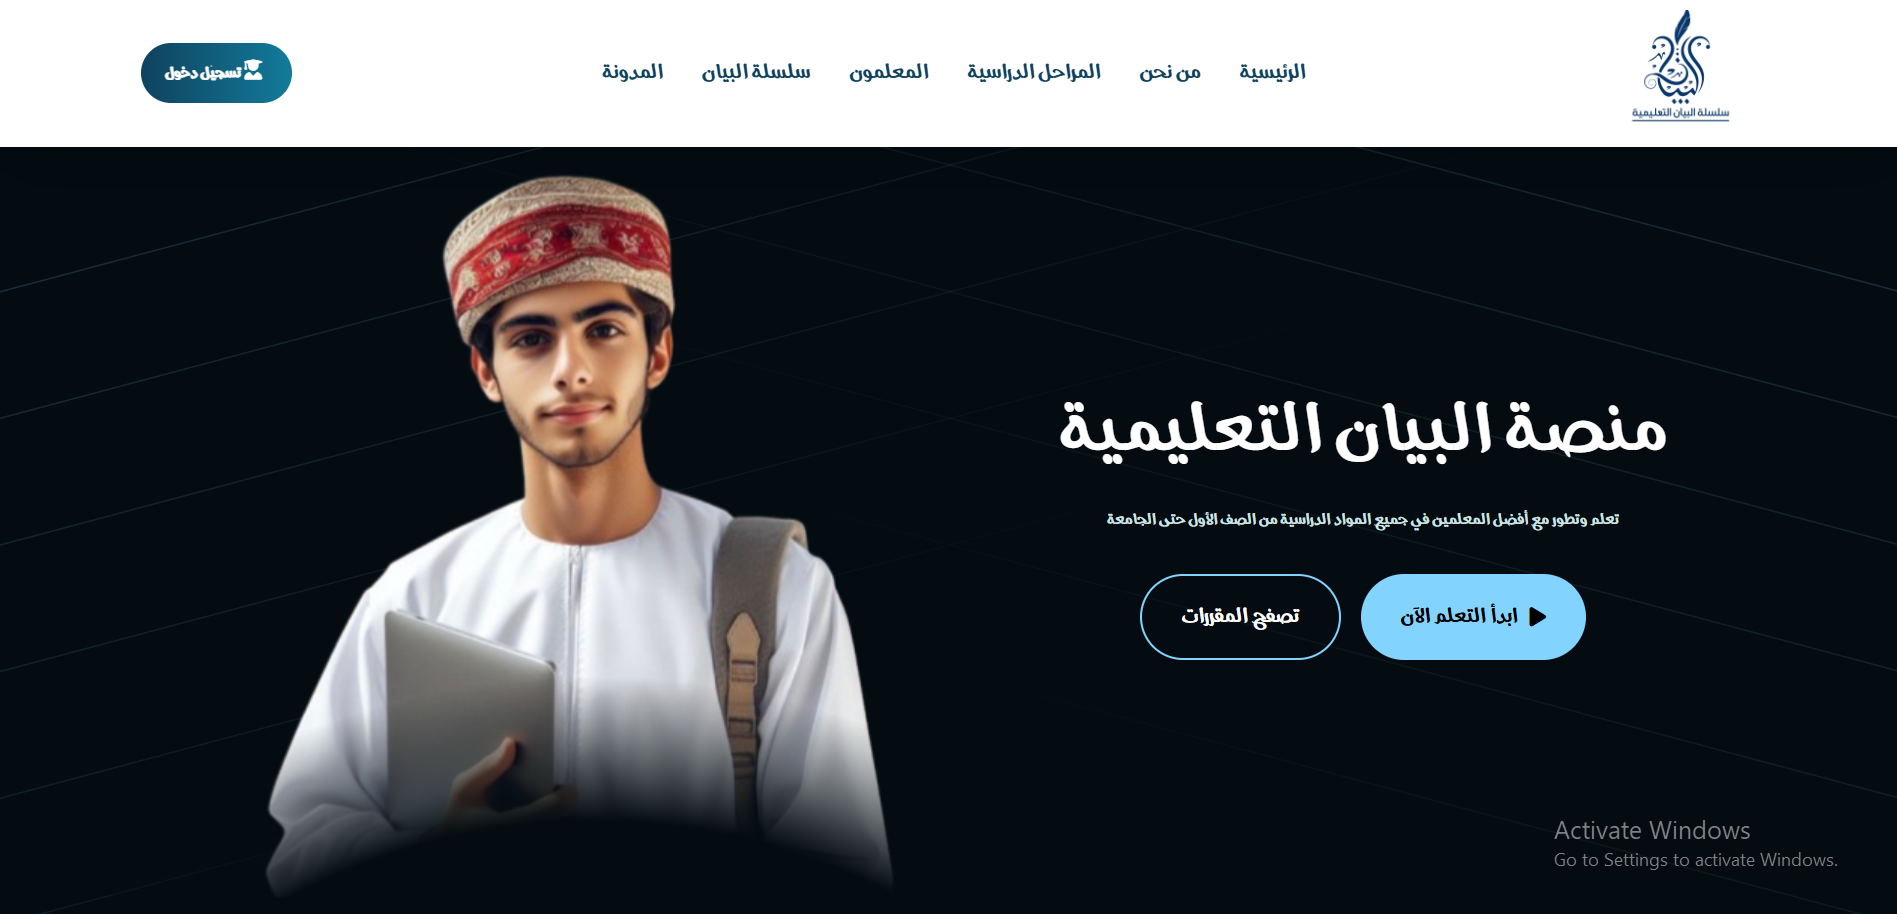 البيان
سلسلة البيان التعليمية
الرئيسية
من نحن
المراحل الدراسية
المعلمون
سلسلة البيان
المدونة
تسجيل دخول
منصة البيان التعليمية
تعلم وتطور مع أفضل المعلمين في جميع المواد الدراسية من الصف الأول حتى الجامعة
ابدأ التعلم الآن
تصفح المقررات
Activate Windows
Go to Settings to activate Windows.